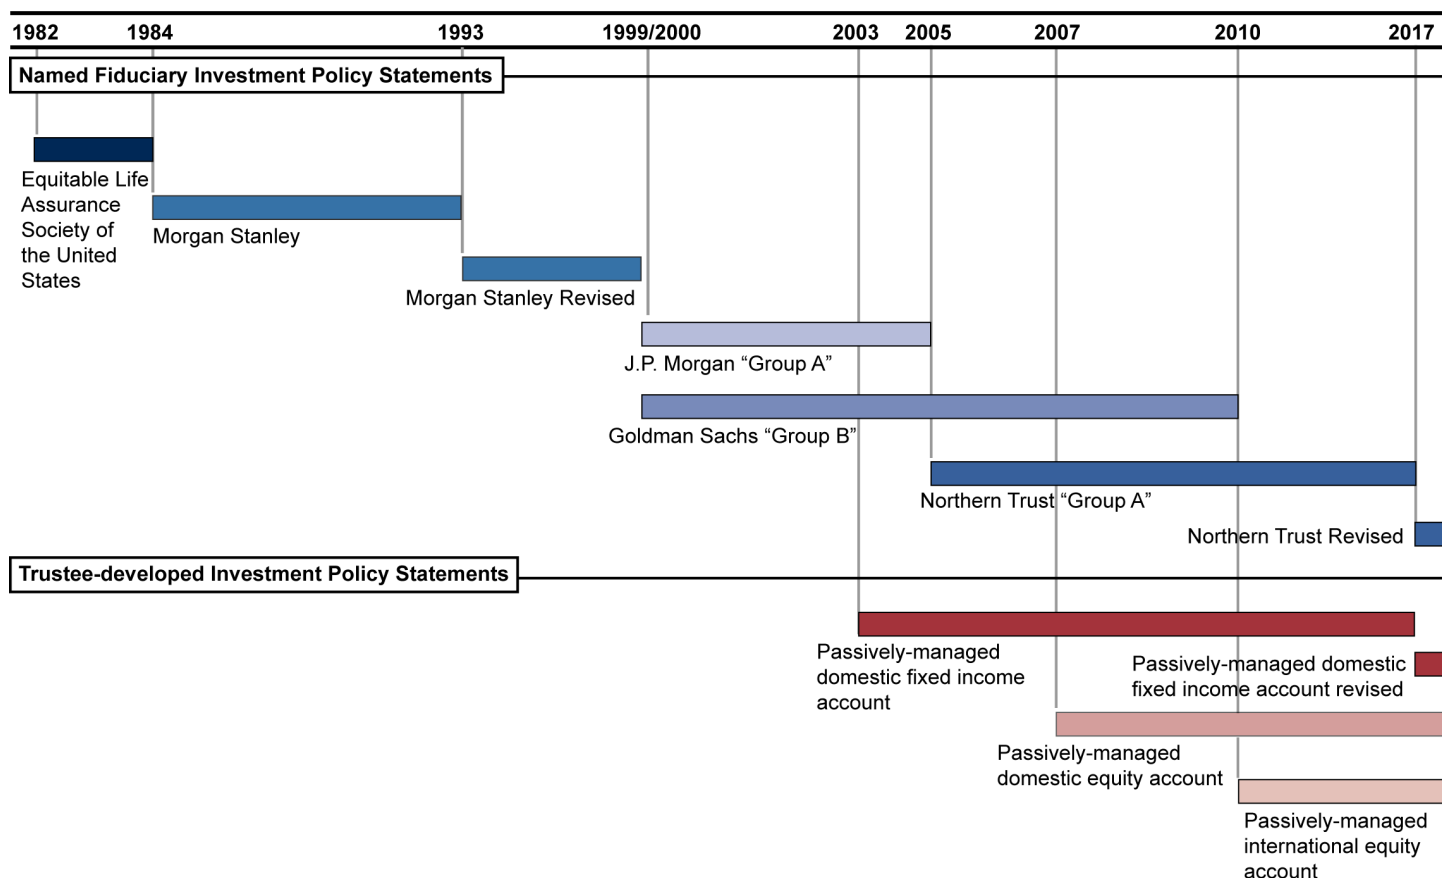 1982 1984 1993 1999/2000 2003 2005 2007 2010 2017
Named Fiduciary Investment Policy Statements
Equitable Life
Assurance
Society of
the United
States
Morgan Stanley
Morgan Stanley Revised
J.P. Morgan “Group A”
Goldman Sachs “Group B”
Northern Trust “Group A”
Northern Trust Revised
Trustee-developed Investment Policy Statements
Passively-managed
domestic fixed income
account
Passively-managed domestic
fixed income account revised
Passively-managed
domestic equity account
Passively-managed
international equity
account